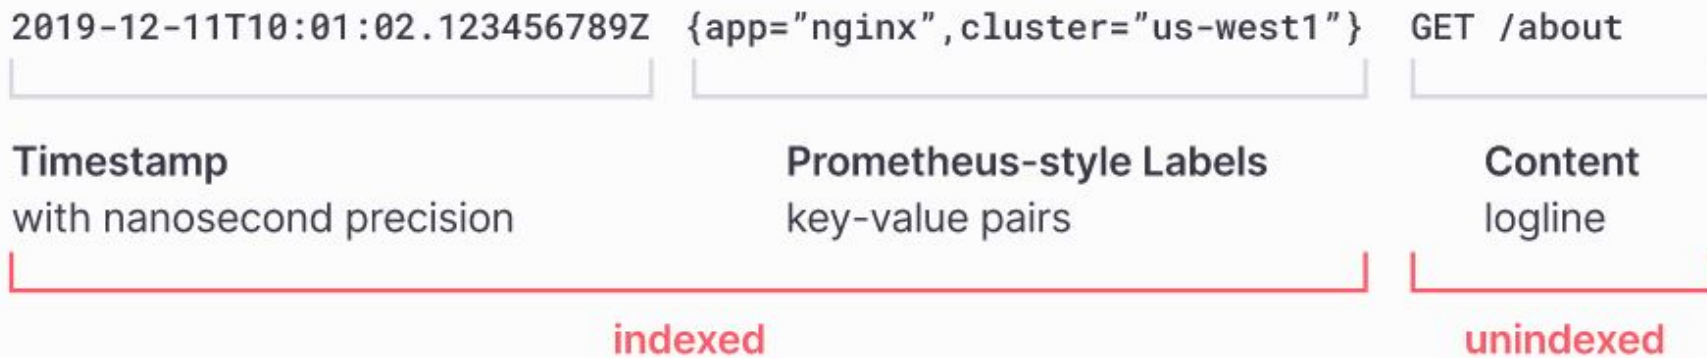 2019-12-11T10:01:02.123456789Z {app="nginx",cluster="us-west1"} GET /about
Timestamp Prometheus-style Labels Content
with nanosecond precision key-value pairs logline
indexed unindexed